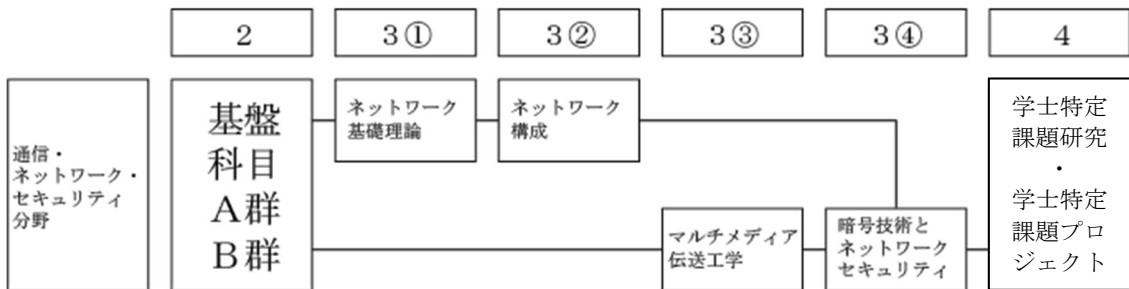 2
3①
3②
3③
3④
4
通信・
ネットワーク・
セキュリティ
分野
基盤
科目
A群
B群
ネットワーク
基礎理論
ネットワーク
構成
マルチメディア
伝送工学
暗号技術と
ネットワーク
セキュリティ
学士特定
課題研究
・
学士特定
課題プロ
ジェクト